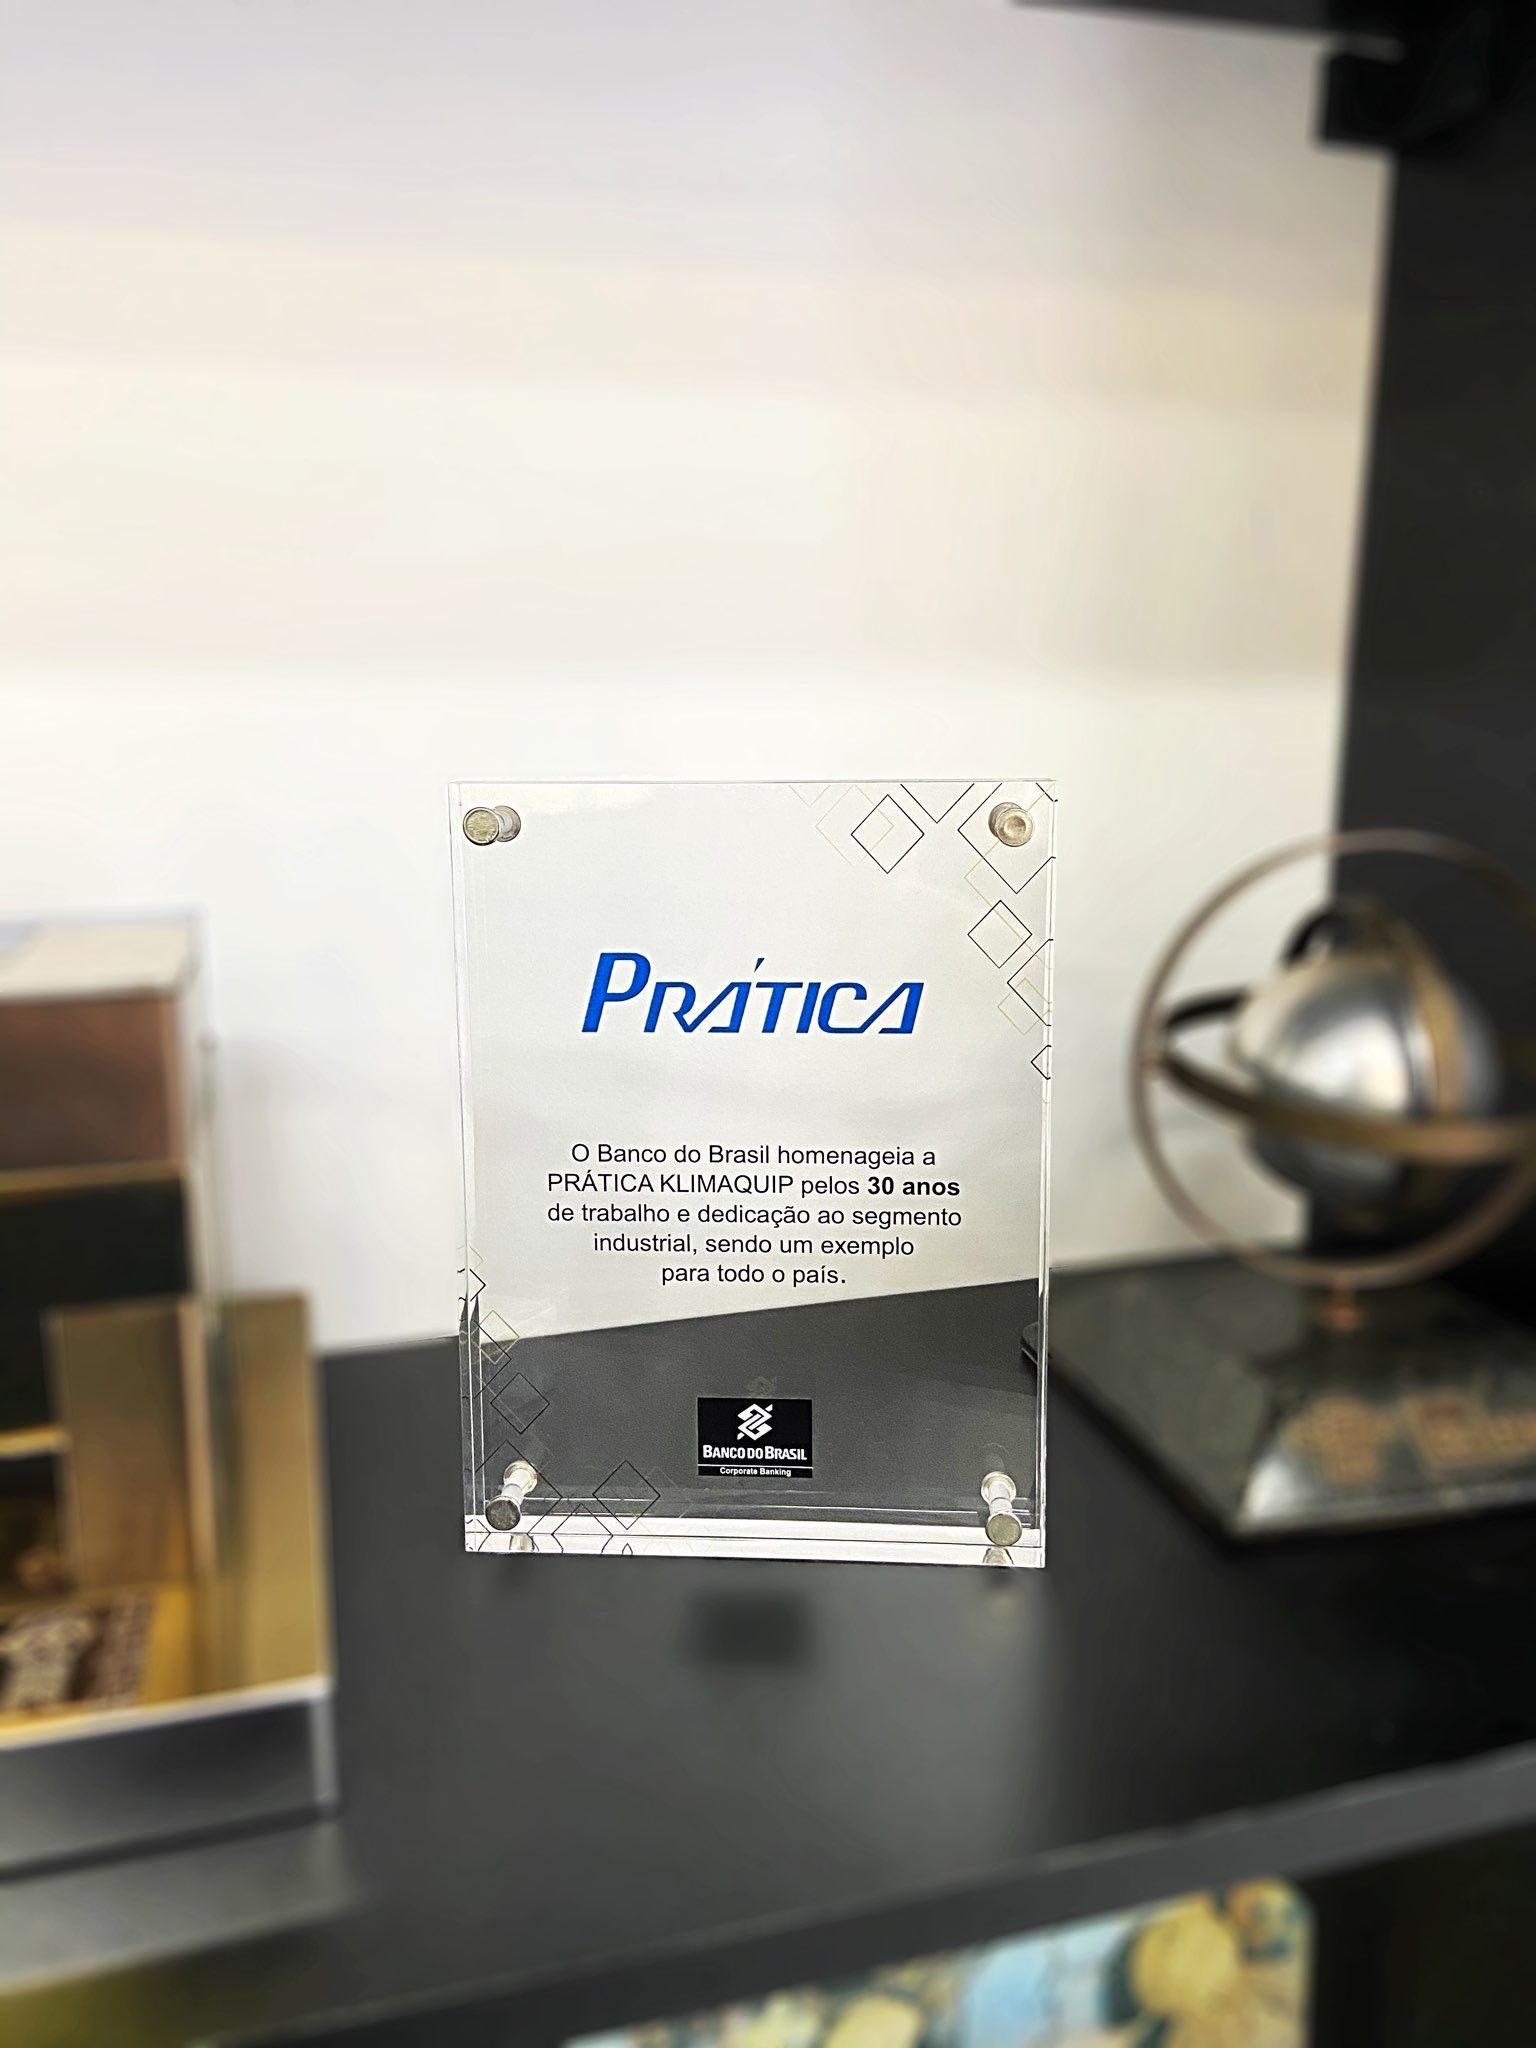 PRÁTICA
O Banco do Brasil homenageia a
PRÁTICA KLIMAQUIP pelos 30 anos
de trabalho e dedicação ao segmento
industrial, sendo um exemplo
para todo o país.
BANCO DO BRASIL
Corporate Banking